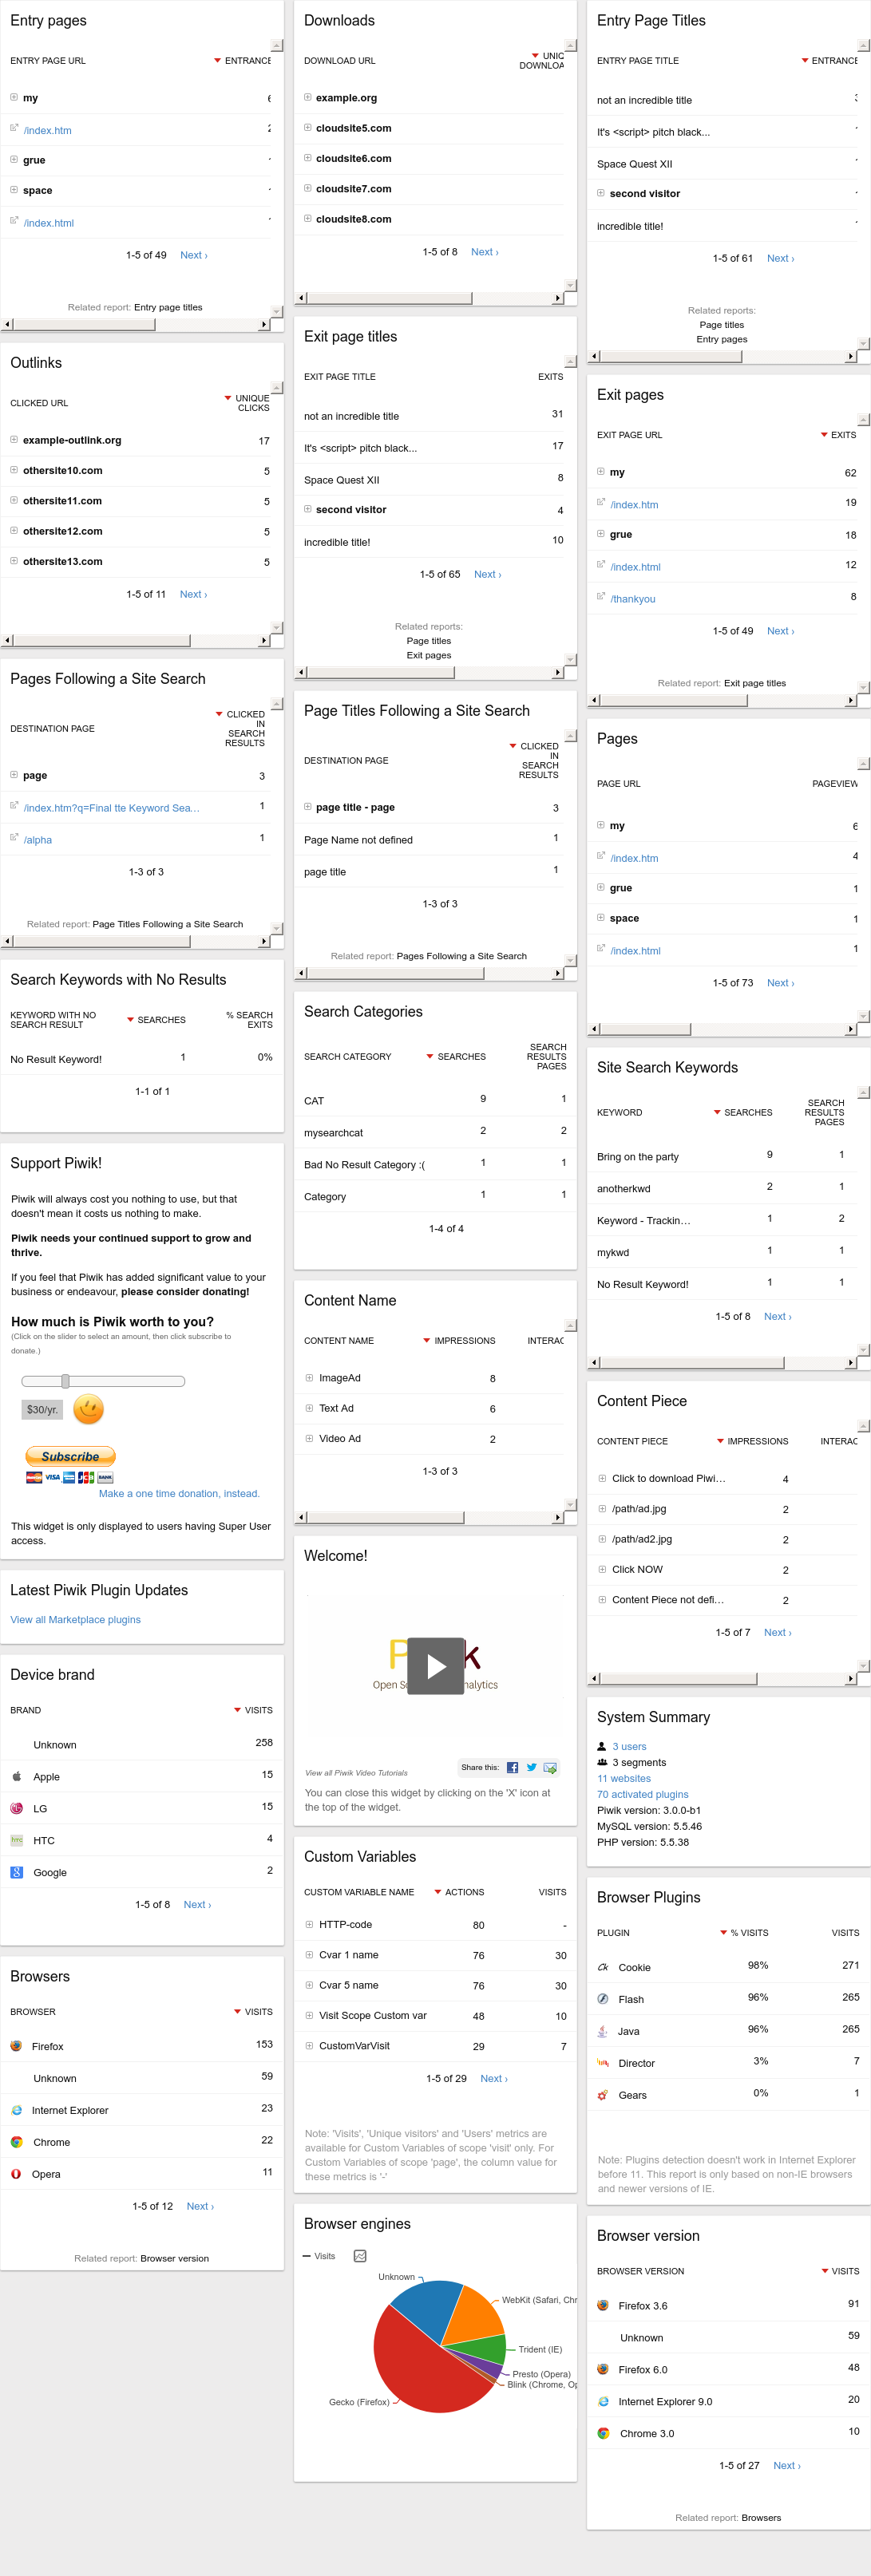 Entry pages
ENTRY PAGE URL ENTRANCE
my
/index.htm
grue
space
/index.html
1-5 of 49 Next ›
Related report: Entry page titles
Outlinks
CLICKED URL UNIQUE CLICKS
example-outlink.org 17
othersite10.com 5
othersite11.com 5
othersite12.com 5
othersite13.com 5
1-5 of 11 Next ›
Pages Following a Site Search
DESTINATION PAGE CLICKED IN SEARCH RESULTS
page 3
/index.htm?q=Final tte Keyword Sea... 1
/alpha 1
1-3 of 3
Related report: Page Titles Following a Site Search
Search Keywords with No Results
KEYWORD WITH NO SEARCH RESULT SEARCHES % SEARCH EXITS
No Result Keyword! 1 0%
1-1 of 1
Support Piwik!
Piwik will always cost you nothing to use, but that
doesn't mean it costs us nothing to make.
Piwik needs your continued support to grow and
thrive.
If you feel that Piwik has added significant value to your
business or endeavour, please consider donating!
How much is Piwik worth to you?
(Click on the slider to select an amount, then click subscribe to
donate.)
$30/yr.
Subscribe
VISA JCB BANK
Make a one time donation, instead.
This widget is only displayed to users having Super User
access.
Latest Piwik Plugin Updates
View all Marketplace plugins
Device brand
BRAND VISITS
Unknown 258
Apple 15
LG 15
HTC 4
Google 2
1-5 of 8 Next ›
Browsers
BROWSER VISITS
Firefox 153
Unknown 59
Internet Explorer 23
Chrome 22
Opera 11
1-5 of 12 Next ›
Related report: Browser version
Downloads
DOWNLOAD URL UNIQ
DOWNLOA
example.org
cloudsite5.com
cloudsite6.com
cloudsite7.com
cloudsite8.com
1-5 of 8 Next ›
Exit page titles
EXIT PAGE TITLE EXITS
not an incredible title 31
It's <script> pitch black... 17
Space Quest XII 8
second visitor 4
incredible title! 10
1-5 of 65 Next ›
Related reports:
Page titles
Exit pages
Page Titles Following a Site Search
DESTINATION PAGE CLICKED IN SEARCH RESULTS
page title - page 3
Page Name not defined 1
page title 1
1-3 of 3
Related report: Pages Following a Site Search
Search Categories
SEARCH CATEGORY SEARCHES SEARCH RESULTS PAGES
CAT 9 1
mysearchcat 2 2
Bad No Result Category :( 1 1
Category 1 1
1-4 of 4
Content Name
CONTENT NAME IMPRESSIONS INTERAC
ImageAd 8
Text Ad 6
Video Ad 2
1-3 of 3
Welcome!
P k
Open S nalytics
View all Piwik Video Tutorials Share this:
You can close this widget by clicking on the 'X' icon at
the top of the widget.
Custom Variables
CUSTOM VARIABLE NAME ACTIONS VISITS
HTTP-code 80 -
Cvar 1 name 76 30
Cvar 5 name 76 30
Visit Scope Custom var 48 10
CustomVarVisit 29 7
1-5 of 29 Next ›
Note: 'Visits', 'Unique visitors' and 'Users' metrics are
available for Custom Variables of scope 'visit' only. For
Custom Variables of scope 'page', the column value for
these metrics is '-'
Browser engines
Visits
Unknown
WebKit (Safari, Chr
Trident (IE)
Presto (Opera)
Blink (Chrome, Op
Gecko (Firefox)
Entry Page Titles
ENTRY PAGE TITLE ENTRANCE
not an incredible title
It's <script> pitch black...
Space Quest XII
second visitor
incredible title!
1-5 of 61 Next ›
Related reports:
Page titles
Entry pages
Exit pages
EXIT PAGE URL EXITS
my 62
/index.htm 19
grue 18
/index.html 12
/thankyou 8
1-5 of 49 Next ›
Related report: Exit page titles
Pages
PAGE URL PAGEVIEW
my 6
/index.htm 4
grue 1
space 1
/index.html 1
1-5 of 73 Next ›
Site Search Keywords
KEYWORD SEARCHES SEARCH RESULTS PAGES
Bring on the party 9 1
anotherkwd 2 1
Keyword - Trackin... 1 2
mykwd 1 1
No Result Keyword! 1 1
1-5 of 8 Next ›
Content Piece
CONTENT PIECE IMPRESSIONS INTERAC
Click to download Piwi... 4
/path/ad.jpg 2
/path/ad2.jpg 2
Click NOW 2
Content Piece not defi... 2
1-5 of 7 Next ›
System Summary
3 users
3 segments
11 websites
70 activated plugins
Piwik version: 3.0.0-b1
MySQL version: 5.5.46
PHP version: 5.5.38
Browser Plugins
PLUGIN % VISITS VISITS
Cookie 98% 271
Flash 96% 265
Java 96% 265
Director 3% 7
Gears 0% 1
Note: Plugins detection doesn't work in Internet Explorer
before 11. This report is only based on non-IE browsers
and newer versions of IE.
Browser version
BROWSER VERSION VISITS
Firefox 3.6 91
Unknown 59
Firefox 6.0 48
Internet Explorer 9.0 20
Chrome 3.0 10
1-5 of 27 Next ›
Related report: Browsers